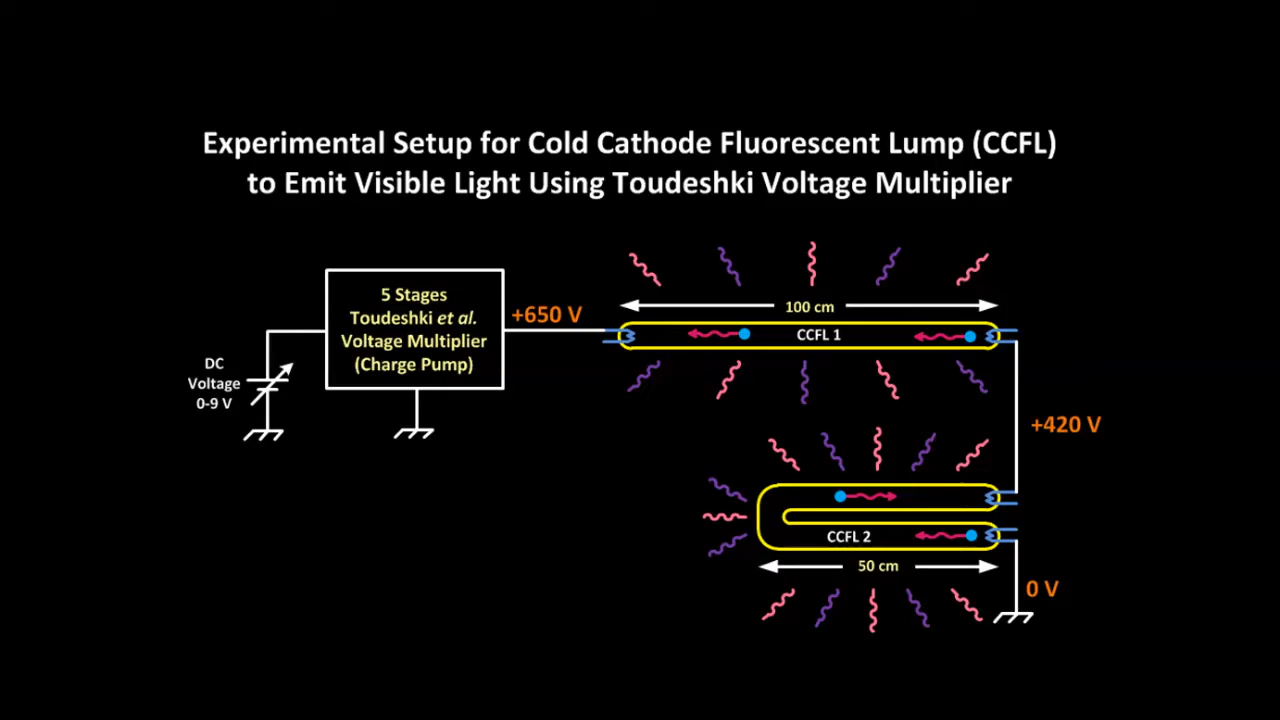 Experimental Setup for Cold Cathode Fluorescent Lump (CCFL)
to Emit Visible Light Using Toudeshki Voltage Multiplier
5 Stages
Toudeshki et al.
Voltage Multiplier
(Charge Pump)
+650 V
100 cm
CCFL 1
DC
Voltage
0-9 V
+420 V
CCFL 2
50 cm
0 V